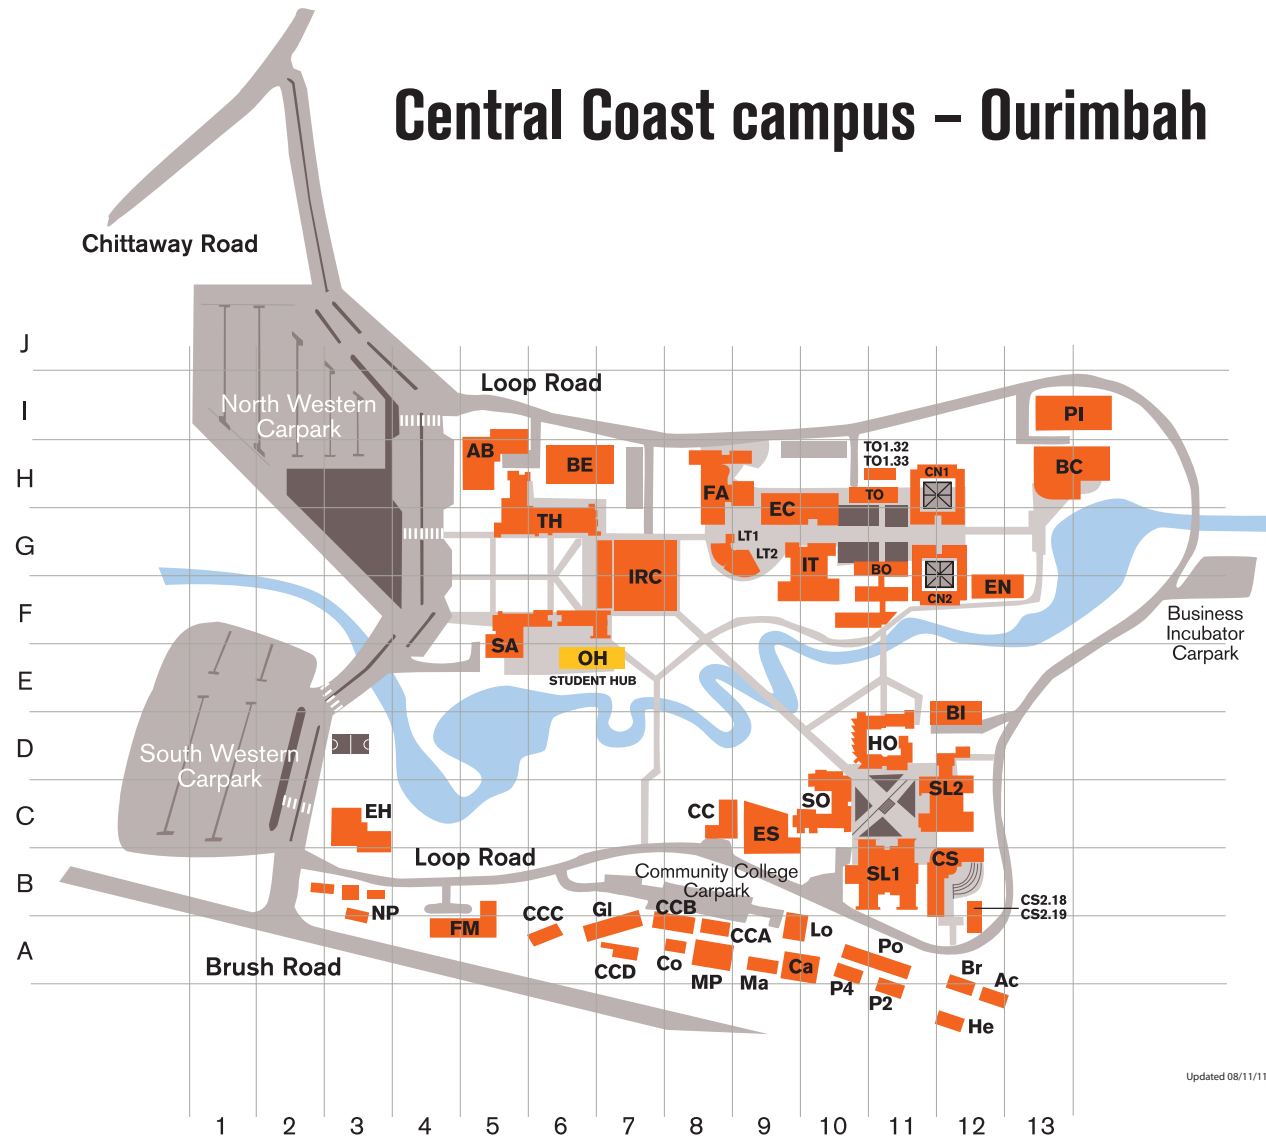 Central Coast campus – Ourimbah
Chittaway Road
J
Loop Road
I
North Western
Carpark
PI
AB
BE
TO1.32
TO1.33
BC
H
CN1
FA
TO
EC
TH
G
LT1
LT2
IT
BO
IRC
EN
CN2
F
Business
Incubator
Carpark
SA
OH
STUDENT HUB
E
BI
D
HO
South Western
Carpark
SL2
SO
C
EH
CC
ES
Loop Road
CS
B
Community College
Carpark
SL1
CS2.18
CS2.19
NP
CCC
GI
CCB
FM
CCA
Lo
A
Po
Brush Road
CCD
Co
MP
Ma
Ca
P4
P2
Br
Ac
He
Updated 08/11/11
1 2 3 4 5 6 7 8 9 10 11 12 13